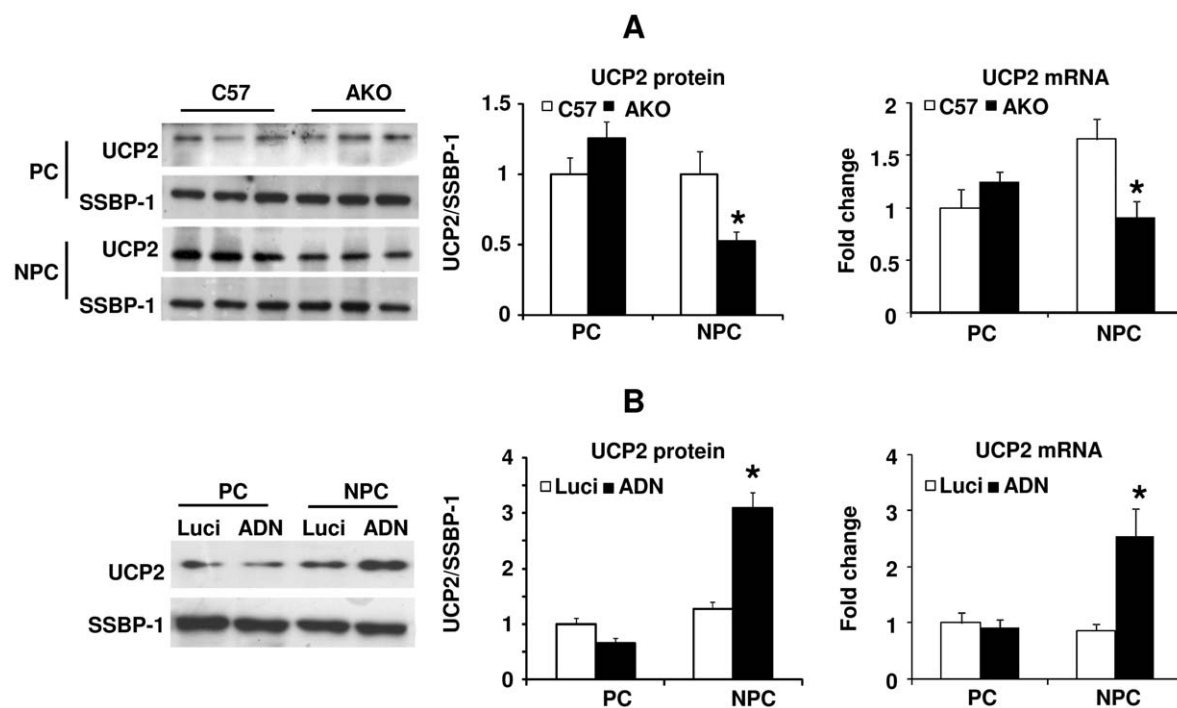 A
C57 AKO
PC
UCP2
SSBP-1
NPC
UCP2
SSBP-1
UCP2 protein
C57 AKO
UCP2/SSBP-1
1.5
1
0.5
0
*
PC NPC
UCP2 mRNA
C57 AKO
Fold change
2
1.5
1
0.5
0
*
PC NPC
B
PC NPC
Luci ADN Luci ADN
UCP2
SSBP-1
UCP2 protein
Luci ADN
UCP2/SSBP-1
4
3
2
1
0
*
PC NPC
UCP2 mRNA
Luci ADN
Fold change
4
3
2
1
0
*
PC NPC